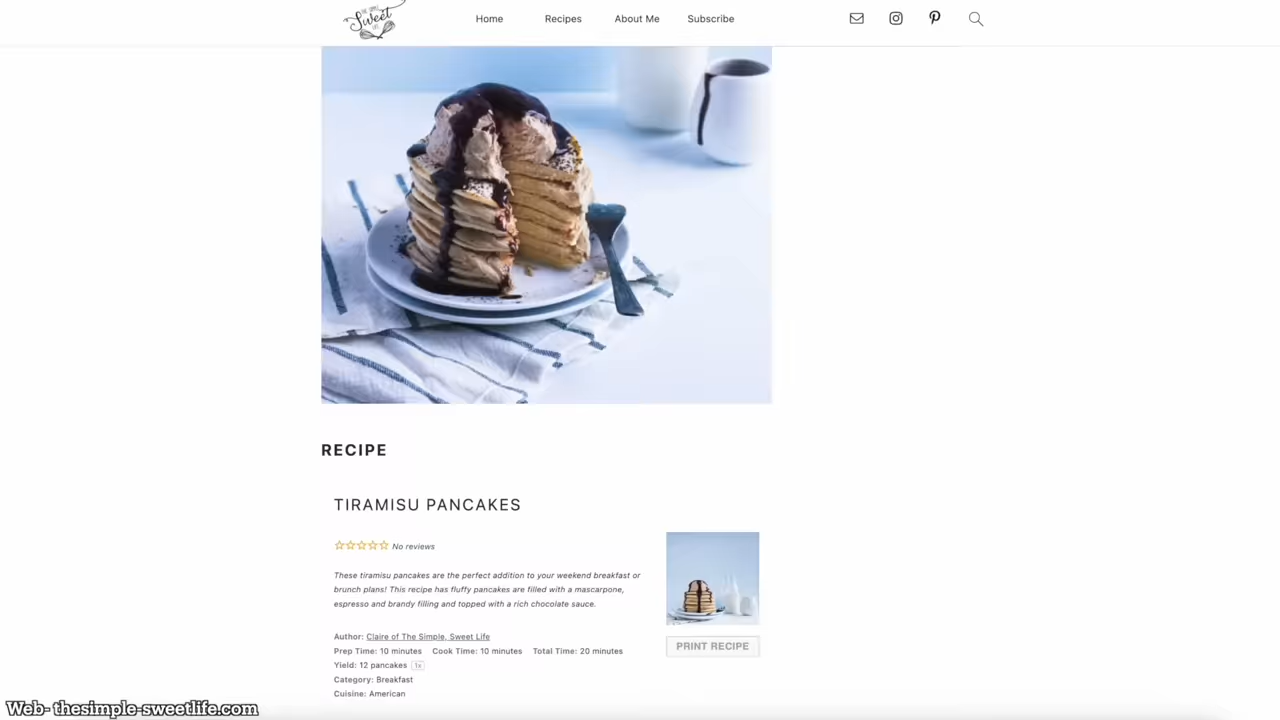 THE SIMPLE
Sweet
LIFE
Home Recipes About Me Subscribe
RECIPE
TIRAMISU PANCAKES
No reviews
These tiramisu pancakes are the perfect addition to your weekend breakfast or
brunch plans! This recipe has fluffy pancakes are filled with a mascarpone,
espresso and brandy filling and topped with a rich chocolate sauce.
Author: Claire of The Simple, Sweet Life
Prep Time: 10 minutes Cook Time: 10 minutes Total Time: 20 minutes
Yield: 12 pancakes 1x
Category: Breakfast
Cuisine: American
PRINT RECIPE
Web- thesimple-sweetlife.com